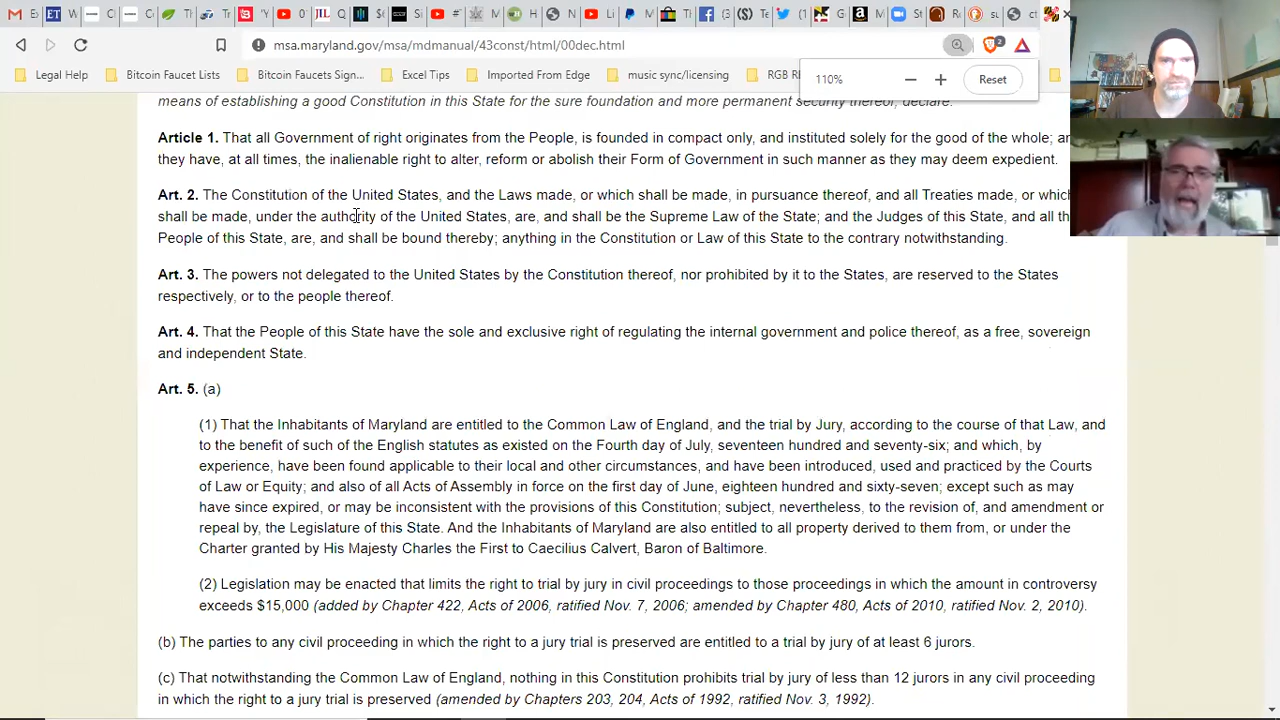 E
ET
W
Co
Co
Tr
Tr
Y
0
JL
Q
SI
SI
#
M
H
W
Li
P
Ti
F
(S)
Tv
M
G
M
S
R
su
ct
msa.maryland.gov/msa/mdmanual/43const/html/00dec.html
2
Legal Help
Bitcoin Faucet Lists
Bitcoin Faucets Sign...
Excel Tips
Imported From Edge
music sync/licensing
RGB RE
110%
Reset
means of establishing a good Constitution in this State for the sure foundation and more permanent security thereof, declare:
Article 1. That all Government of right originates from the People, is founded in compact only, and instituted solely for the good of the whole;
they have, at all times, the inalienable right to alter, reform or abolish their Form of Government in such manner as they may deem expedient.
Art. 2. The Constitution of the United States, and the Laws made, or which shall be made, in pursuance thereof, and all Treaties made, or which
shall be made, under the authority of the United States, are, and shall be the Supreme Law of the State; and the Judges of this State, and all
People of this State, are, and shall be bound thereby; anything in the Constitution or Law of this State to the contrary notwithstanding.
Art. 3. The powers not delegated to the United States by the Constitution thereof, nor prohibited by it to the States, are reserved to the States
respectively, or to the people thereof.
Art. 4. That the People of this State have the sole and exclusive right of regulating the internal government and police thereof, as a free, sovereign
and independent State.
Art. 5. (a)
(1) That the Inhabitants of Maryland are entitled to the Common Law of England, and the trial by Jury, according to the course of that Law, and
to the benefit of such of the English statutes as existed on the Fourth day of July, seventeen hundred and seventy-six; and which, by
experience, have been found applicable to their local and other circumstances, and have been introduced, used and practiced by the Courts
of Law or Equity; and also of all Acts of Assembly in force on the first day of June, eighteen hundred and sixty-seven; except such as may
have since expired, or may be inconsistent with the provisions of this Constitution; subject, nevertheless, to the revision of, and amendment or
repeal by, the Legislature of this State. And the Inhabitants of Maryland are also entitled to all property derived to them from, or under the
Charter granted by His Majesty Charles the First to Caecilius Calvert, Baron of Baltimore.
(2) Legislation may be enacted that limits the right to trial by jury in civil proceedings to those proceedings in which the amount in controversy
exceeds $15,000 (added by Chapter 422, Acts of 2006, ratified Nov. 7, 2006; amended by Chapter 480, Acts of 2010, ratified Nov. 2, 2010).
(b) The parties to any civil proceeding in which the right to a jury trial is preserved are entitled to a trial by jury of at least 6 jurors.
(c) That notwithstanding the Common Law of England, nothing in this Constitution prohibits trial by jury of less than 12 jurors in any civil proceeding
in which the right to a jury trial is preserved (amended by Chapters 203, 204, Acts of 1992, ratified Nov. 3, 1992).